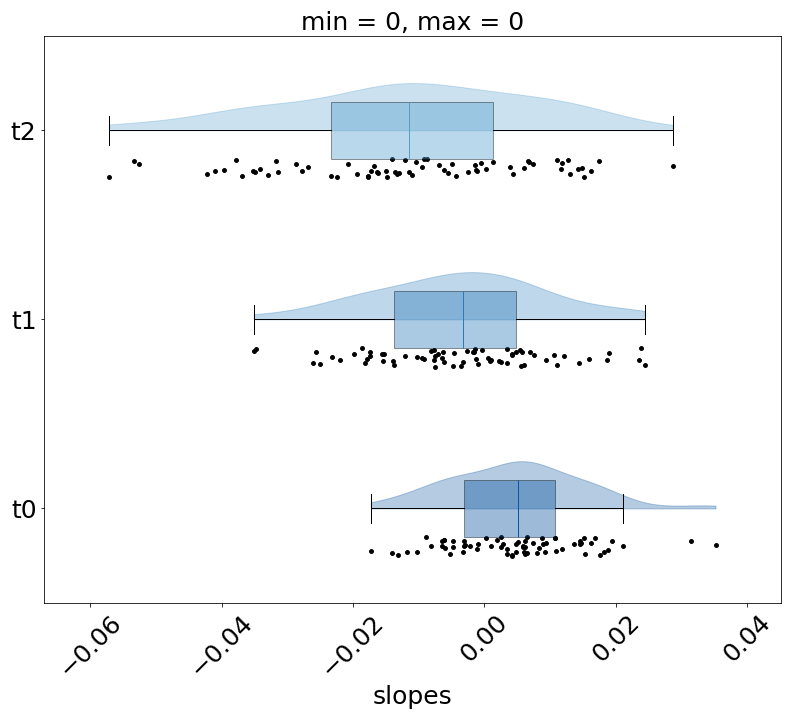 min = 0, max = 0
t2
t1
t0
−0.06
−0.04
−0.02
0.00
0.02
0.04
slopes